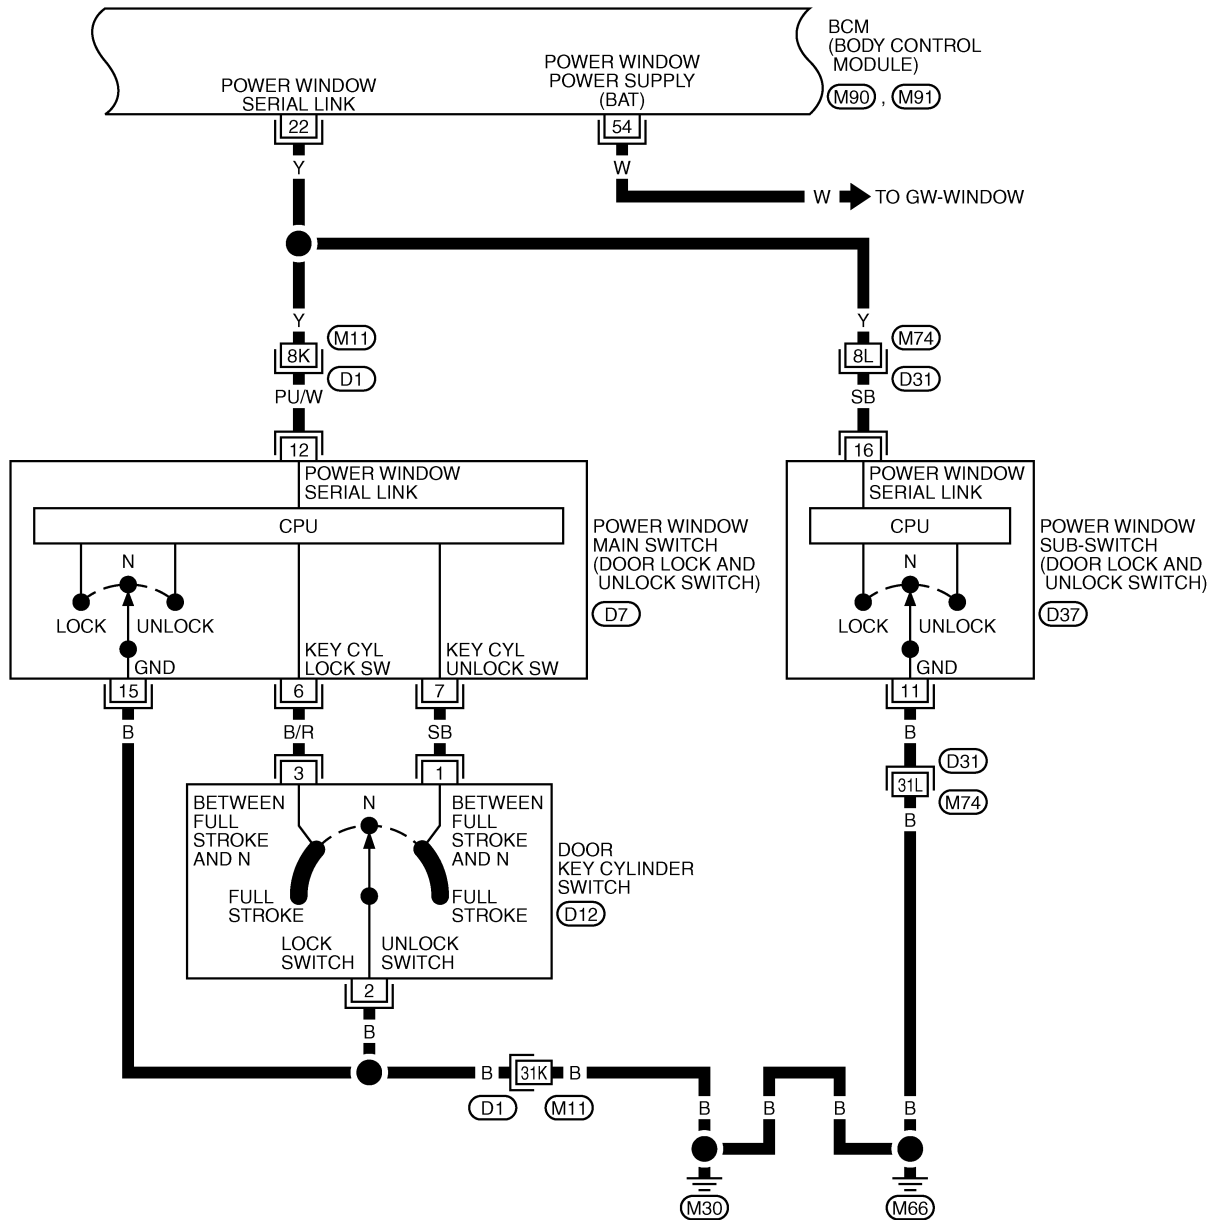 BCM
(BODY CONTROL
MODULE)
M90 , M91
POWER WINDOW
SERIAL LINK
POWER WINDOW
POWER SUPPLY
(BAT)
22
54
Y
W
W
TO GW-WINDOW
Y
Y
M11
M74
8K
8L
D1
D31
PU/W
SB
12
16
POWER WINDOW
SERIAL LINK
POWER WINDOW
SERIAL LINK
CPU
CPU
POWER WINDOW
MAIN SWITCH
(DOOR LOCK AND
UNLOCK SWITCH)
D7
POWER WINDOW
SUB-SWITCH
(DOOR LOCK AND
UNLOCK SWITCH)
D37
N
LOCK
UNLOCK
N
LOCK
UNLOCK
GND
KEY CYL
LOCK SW
KEY CYL
UNLOCK SW
GND
15
6
7
11
B
B/R
SB
B
3
1
D31
31L
M74
B
BETWEEN
FULL
STROKE
AND N
N
BETWEEN
FULL
STROKE
AND N
FULL
STROKE
FULL
STROKE
DOOR
KEY CYLINDER
SWITCH
D12
LOCK
SWITCH
UNLOCK
SWITCH
2
B
B
31K
B
D1
M11
B
B
B
B
M30
M66